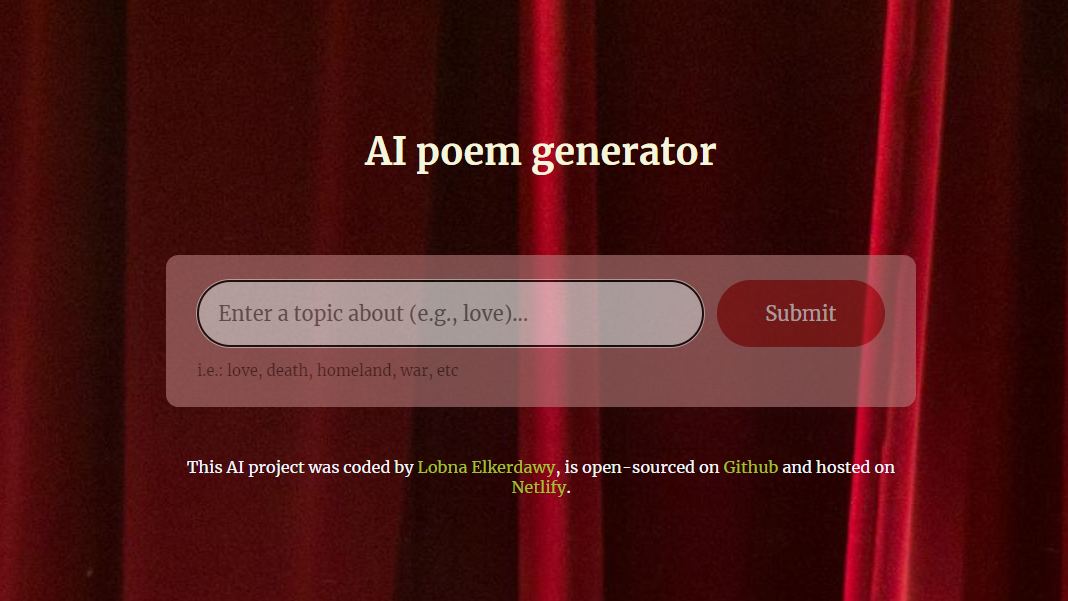 AI poem generator
Enter a topic about (e.g., love)...
Submit
i.e.: love, death, homeland, war, etc
This AI project was coded by Lobna Elkerdawy, is open-sourced on Github and hosted on
Netlify.